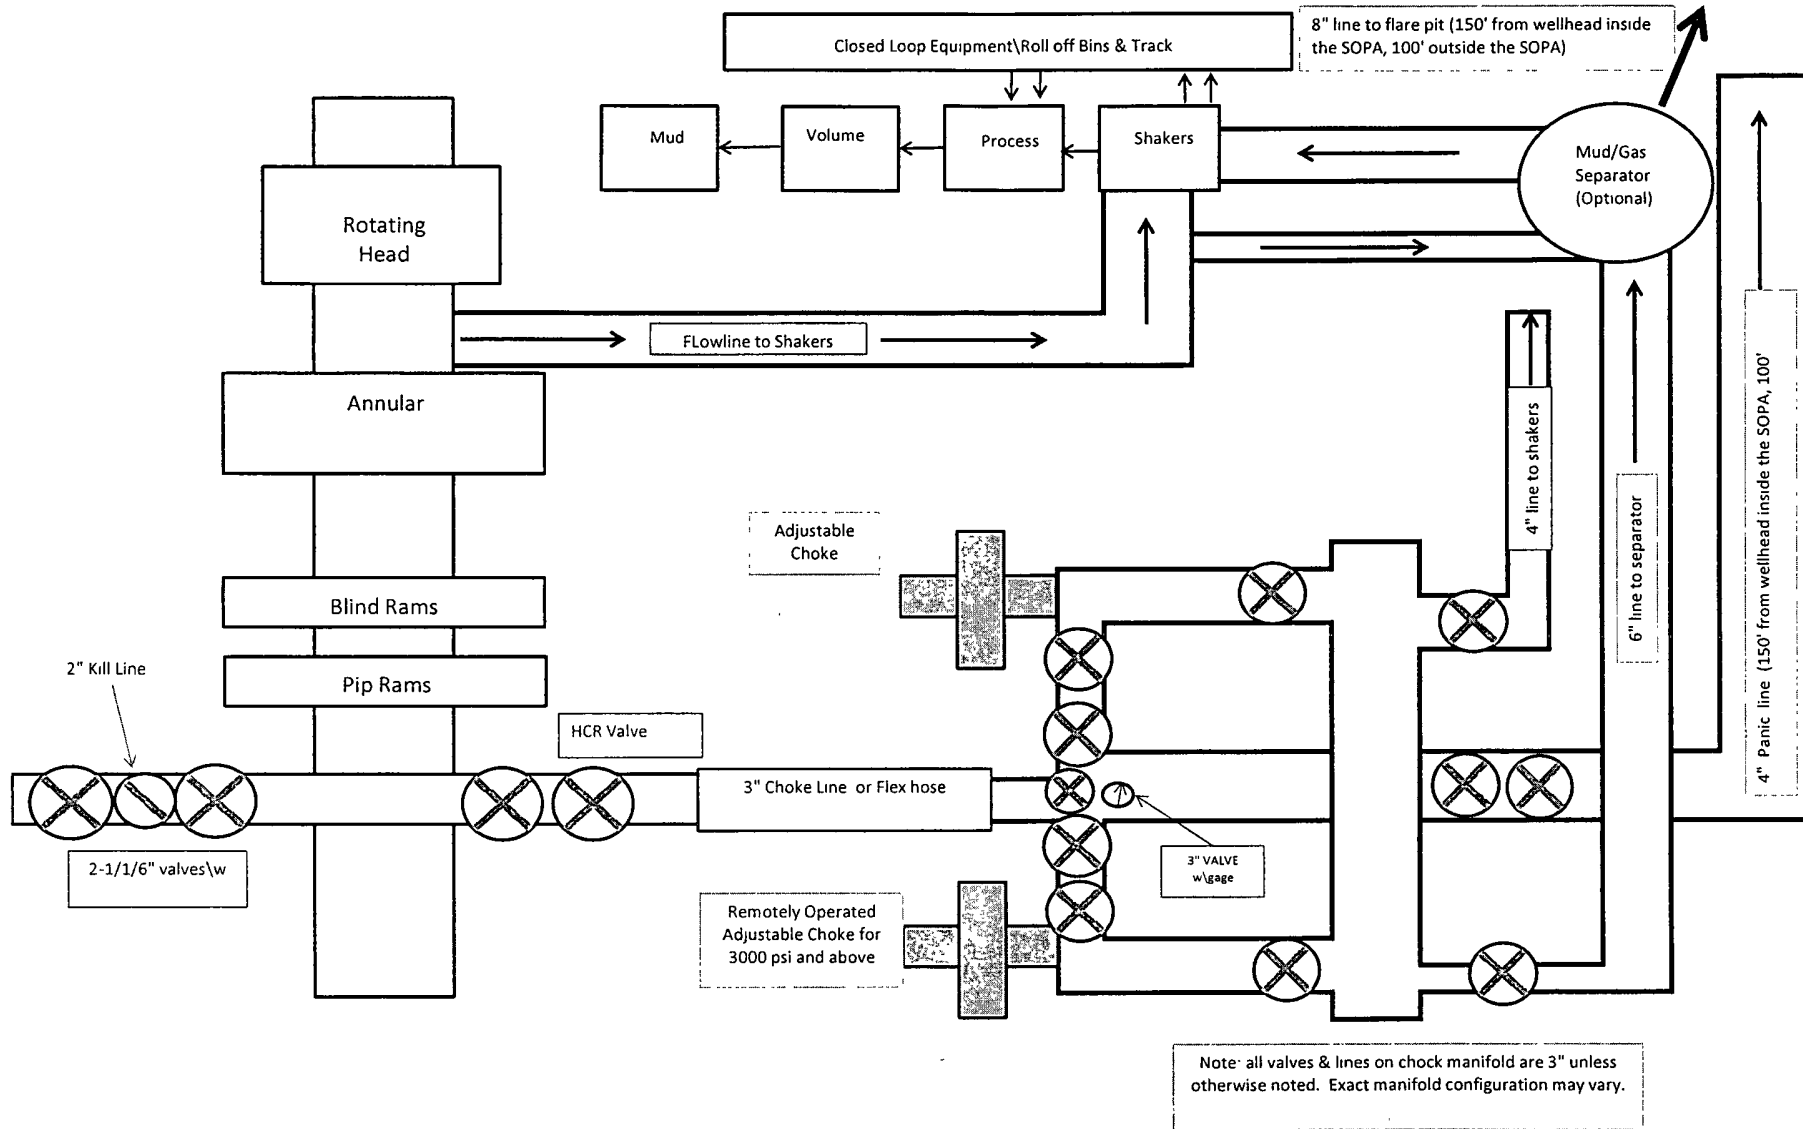 Closed Loop Equipment\Roll off Bins & Track
8" line to flare pit (150' from wellhead inside
the SOPA, 100' outside the SOPA)
Mud
Volume
Process
Shakers
Mud/Gas
Separator
(Optional)
Rotating
Head
FLowline to Shakers
Annular
4" line to shakers
6" line to separator
4" Panic line (150' from wellhead inside the SOPA, 100'
Adjustable
Choke
Blind Rams
Pip Rams
2" Kill Line
HCR Valve
3" Choke Line or Flex hose
2-1/1/6" valves\w
3" VALVE
w\gage
Remotely Operated
Adjustable Choke for
3000 psi and above
Note: all valves & lines on chock manifold are 3" unless
otherwise noted. Exact manifold configuration may vary.